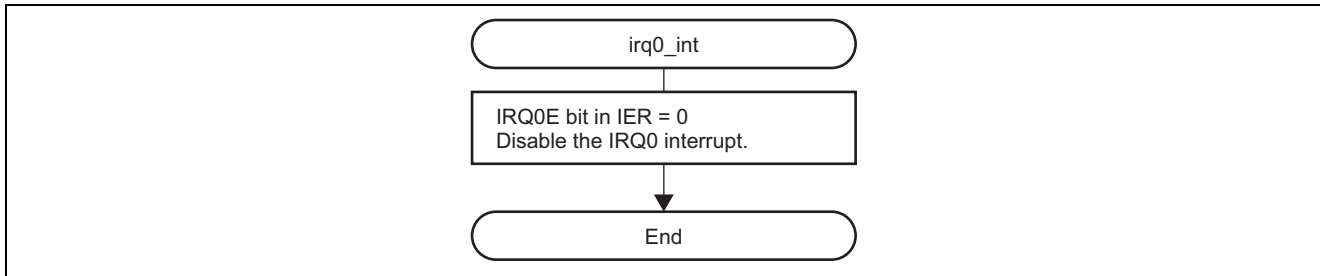 irq0_int
IRQ0E bit in IER = 0
Disable the IRQ0 interrupt.
End